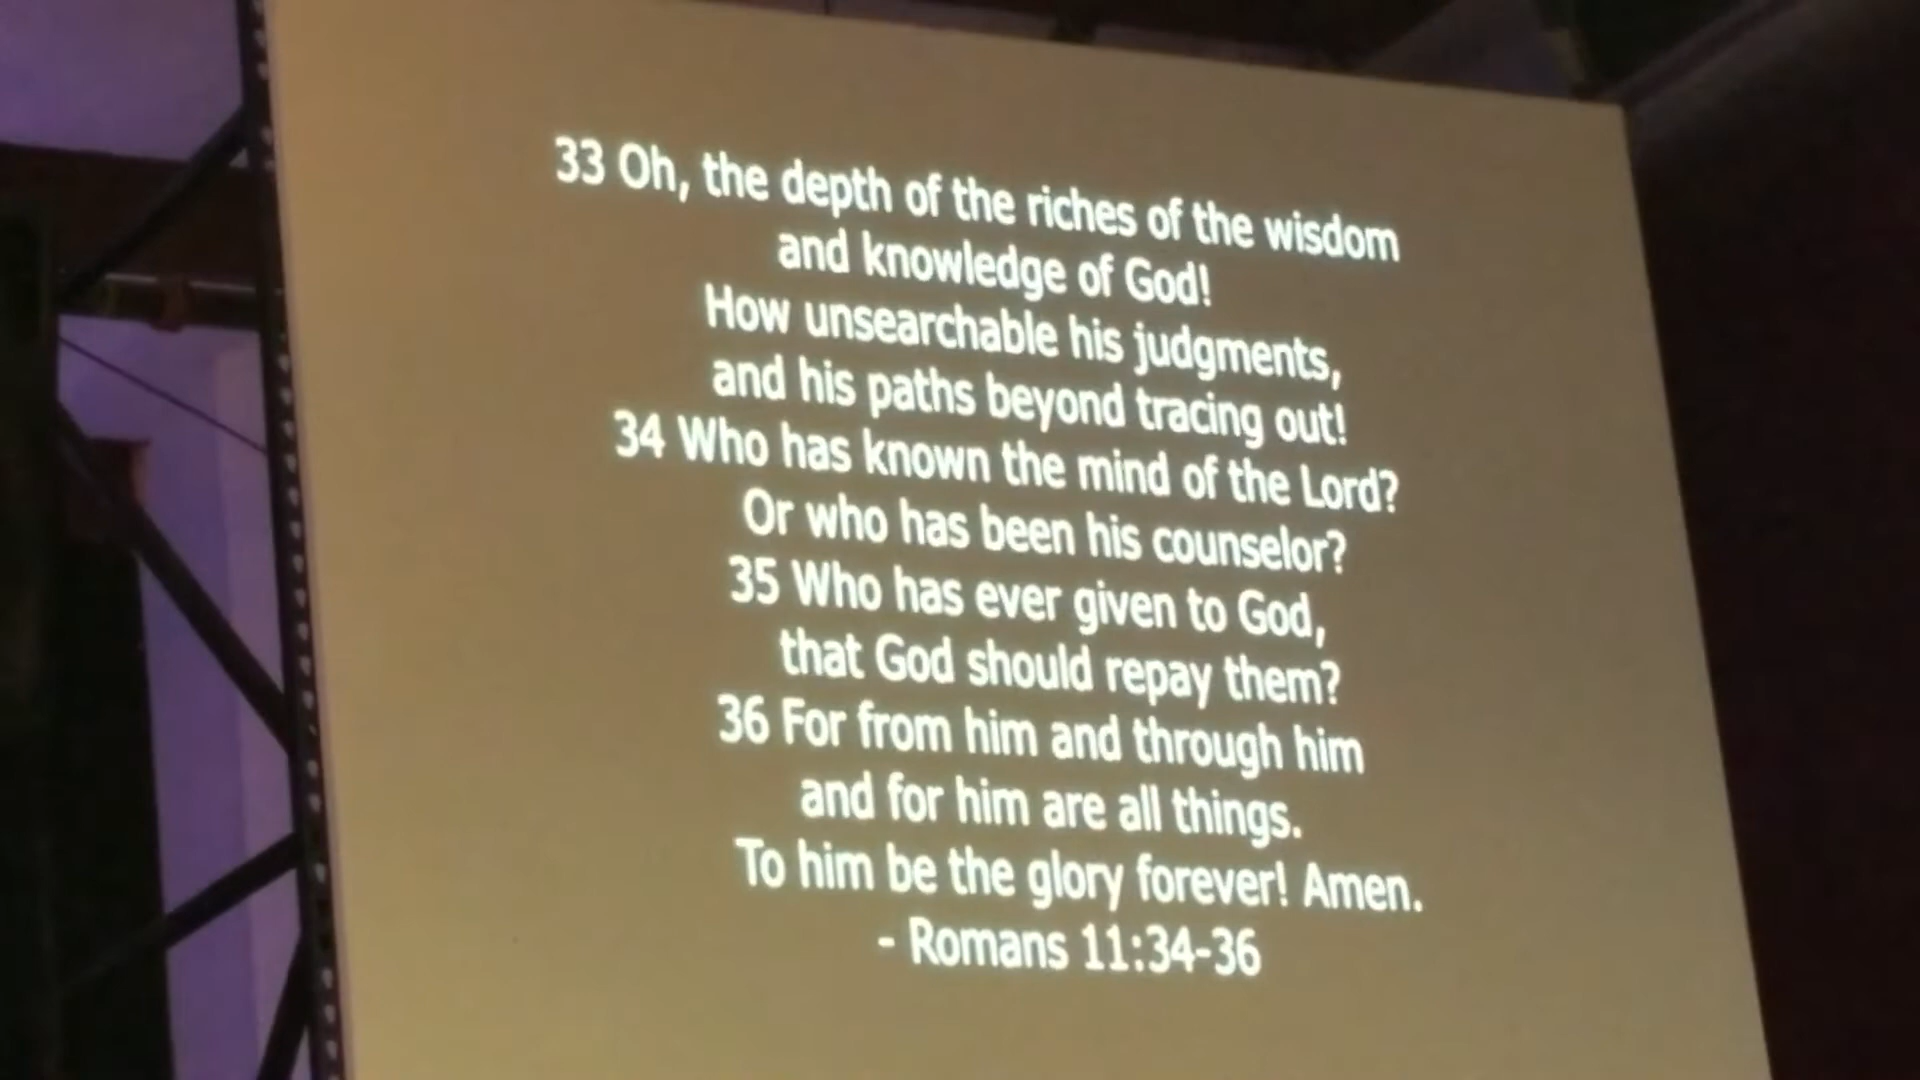 33 Oh, the depth of the riches of the wisdom
and knowledge of God!
How unsearchable his judgments,
and his paths beyond tracing out!
34 Who has known the mind of the Lord?
Or who has been his counselor?
35 Who has ever given to God,
that God should repay them?
36 For from him and through him
and for him are all things.
To him be the glory forever! Amen.
- Romans 11:34-36